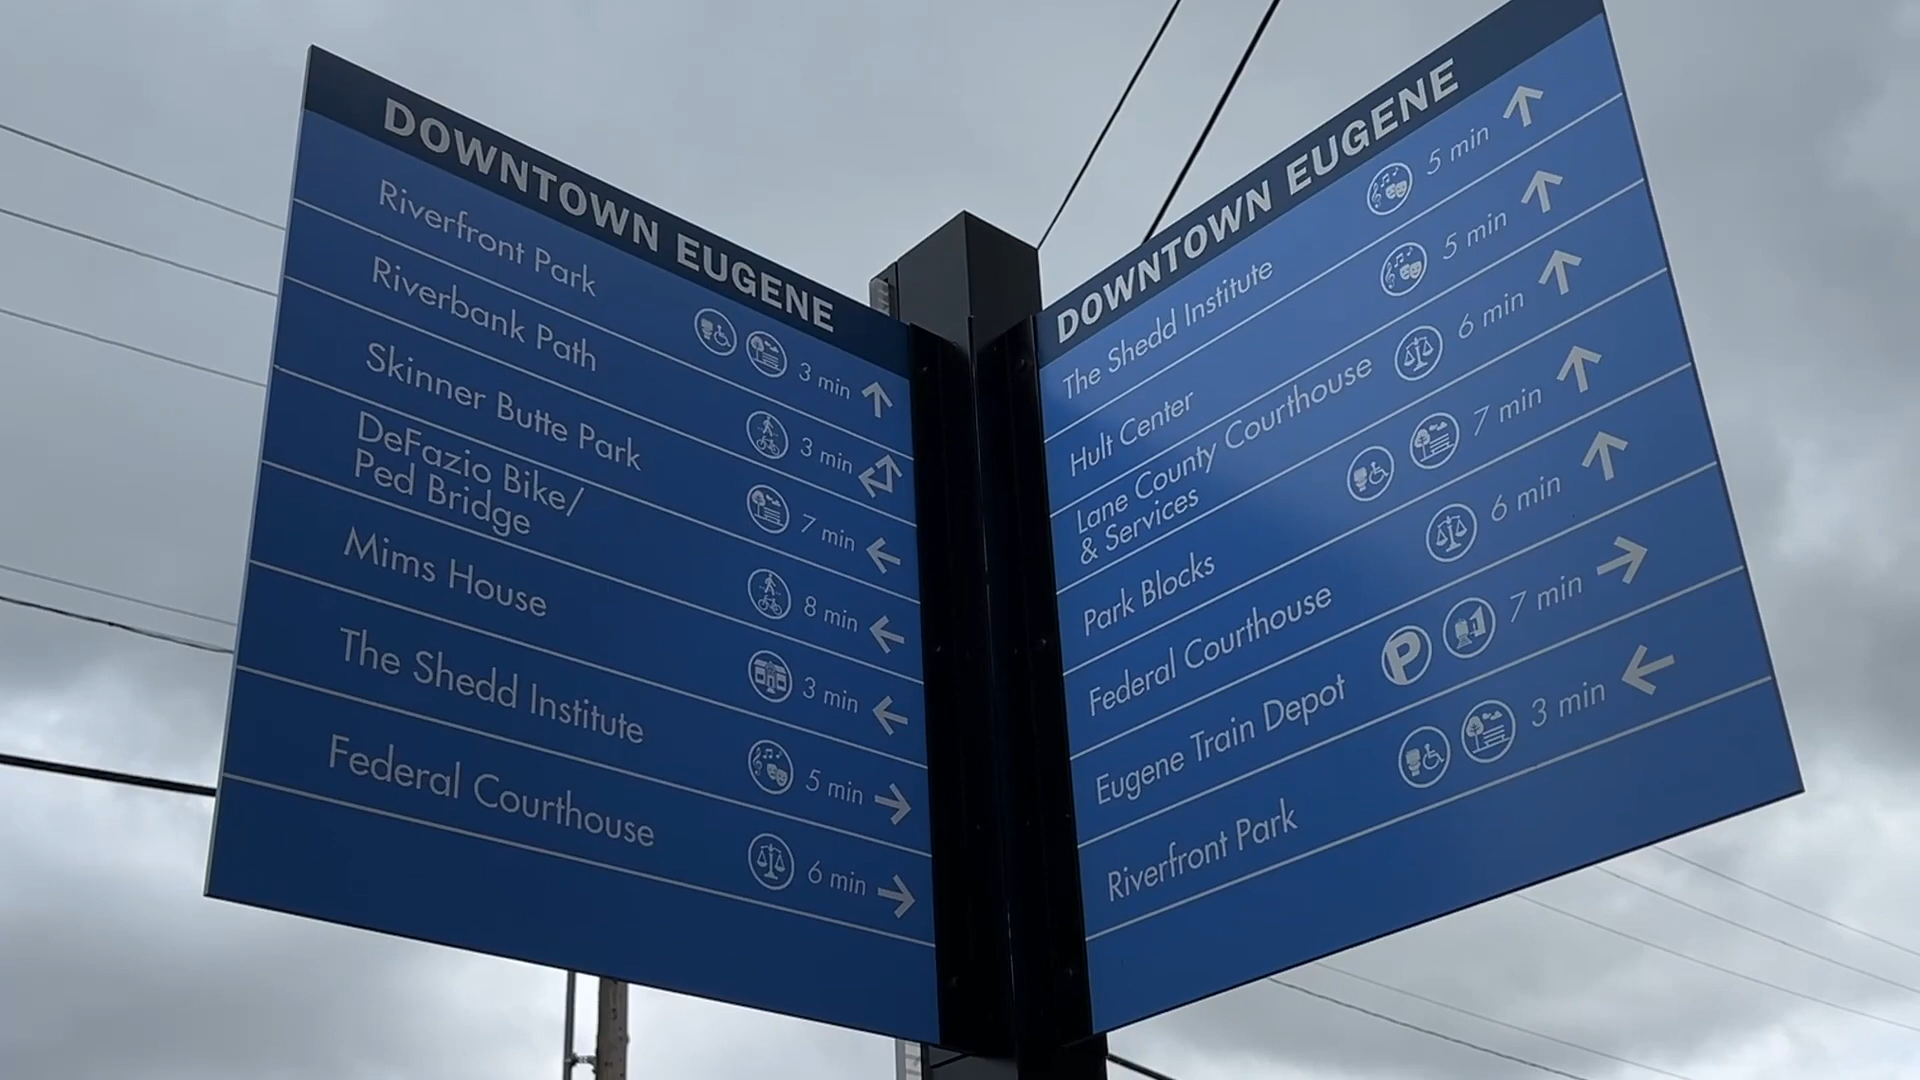 DOWNTOWN EUGENE
Riverfront Park 3 min
Riverbank Path 3 min
Skinner Butte Park 7 min
DeFazio Bike/
Ped Bridge 8 min
Mims House 3 min
The Shedd Institute 5 min
Federal Courthouse 6 min
DOWNTOWN EUGENE
The Shedd Institute 5 min
Hult Center 5 min
Lane County Courthouse
& Services 6 min
Park Blocks 7 min
Federal Courthouse 6 min
Eugene Train Depot P 7 min
Riverfront Park 3 min